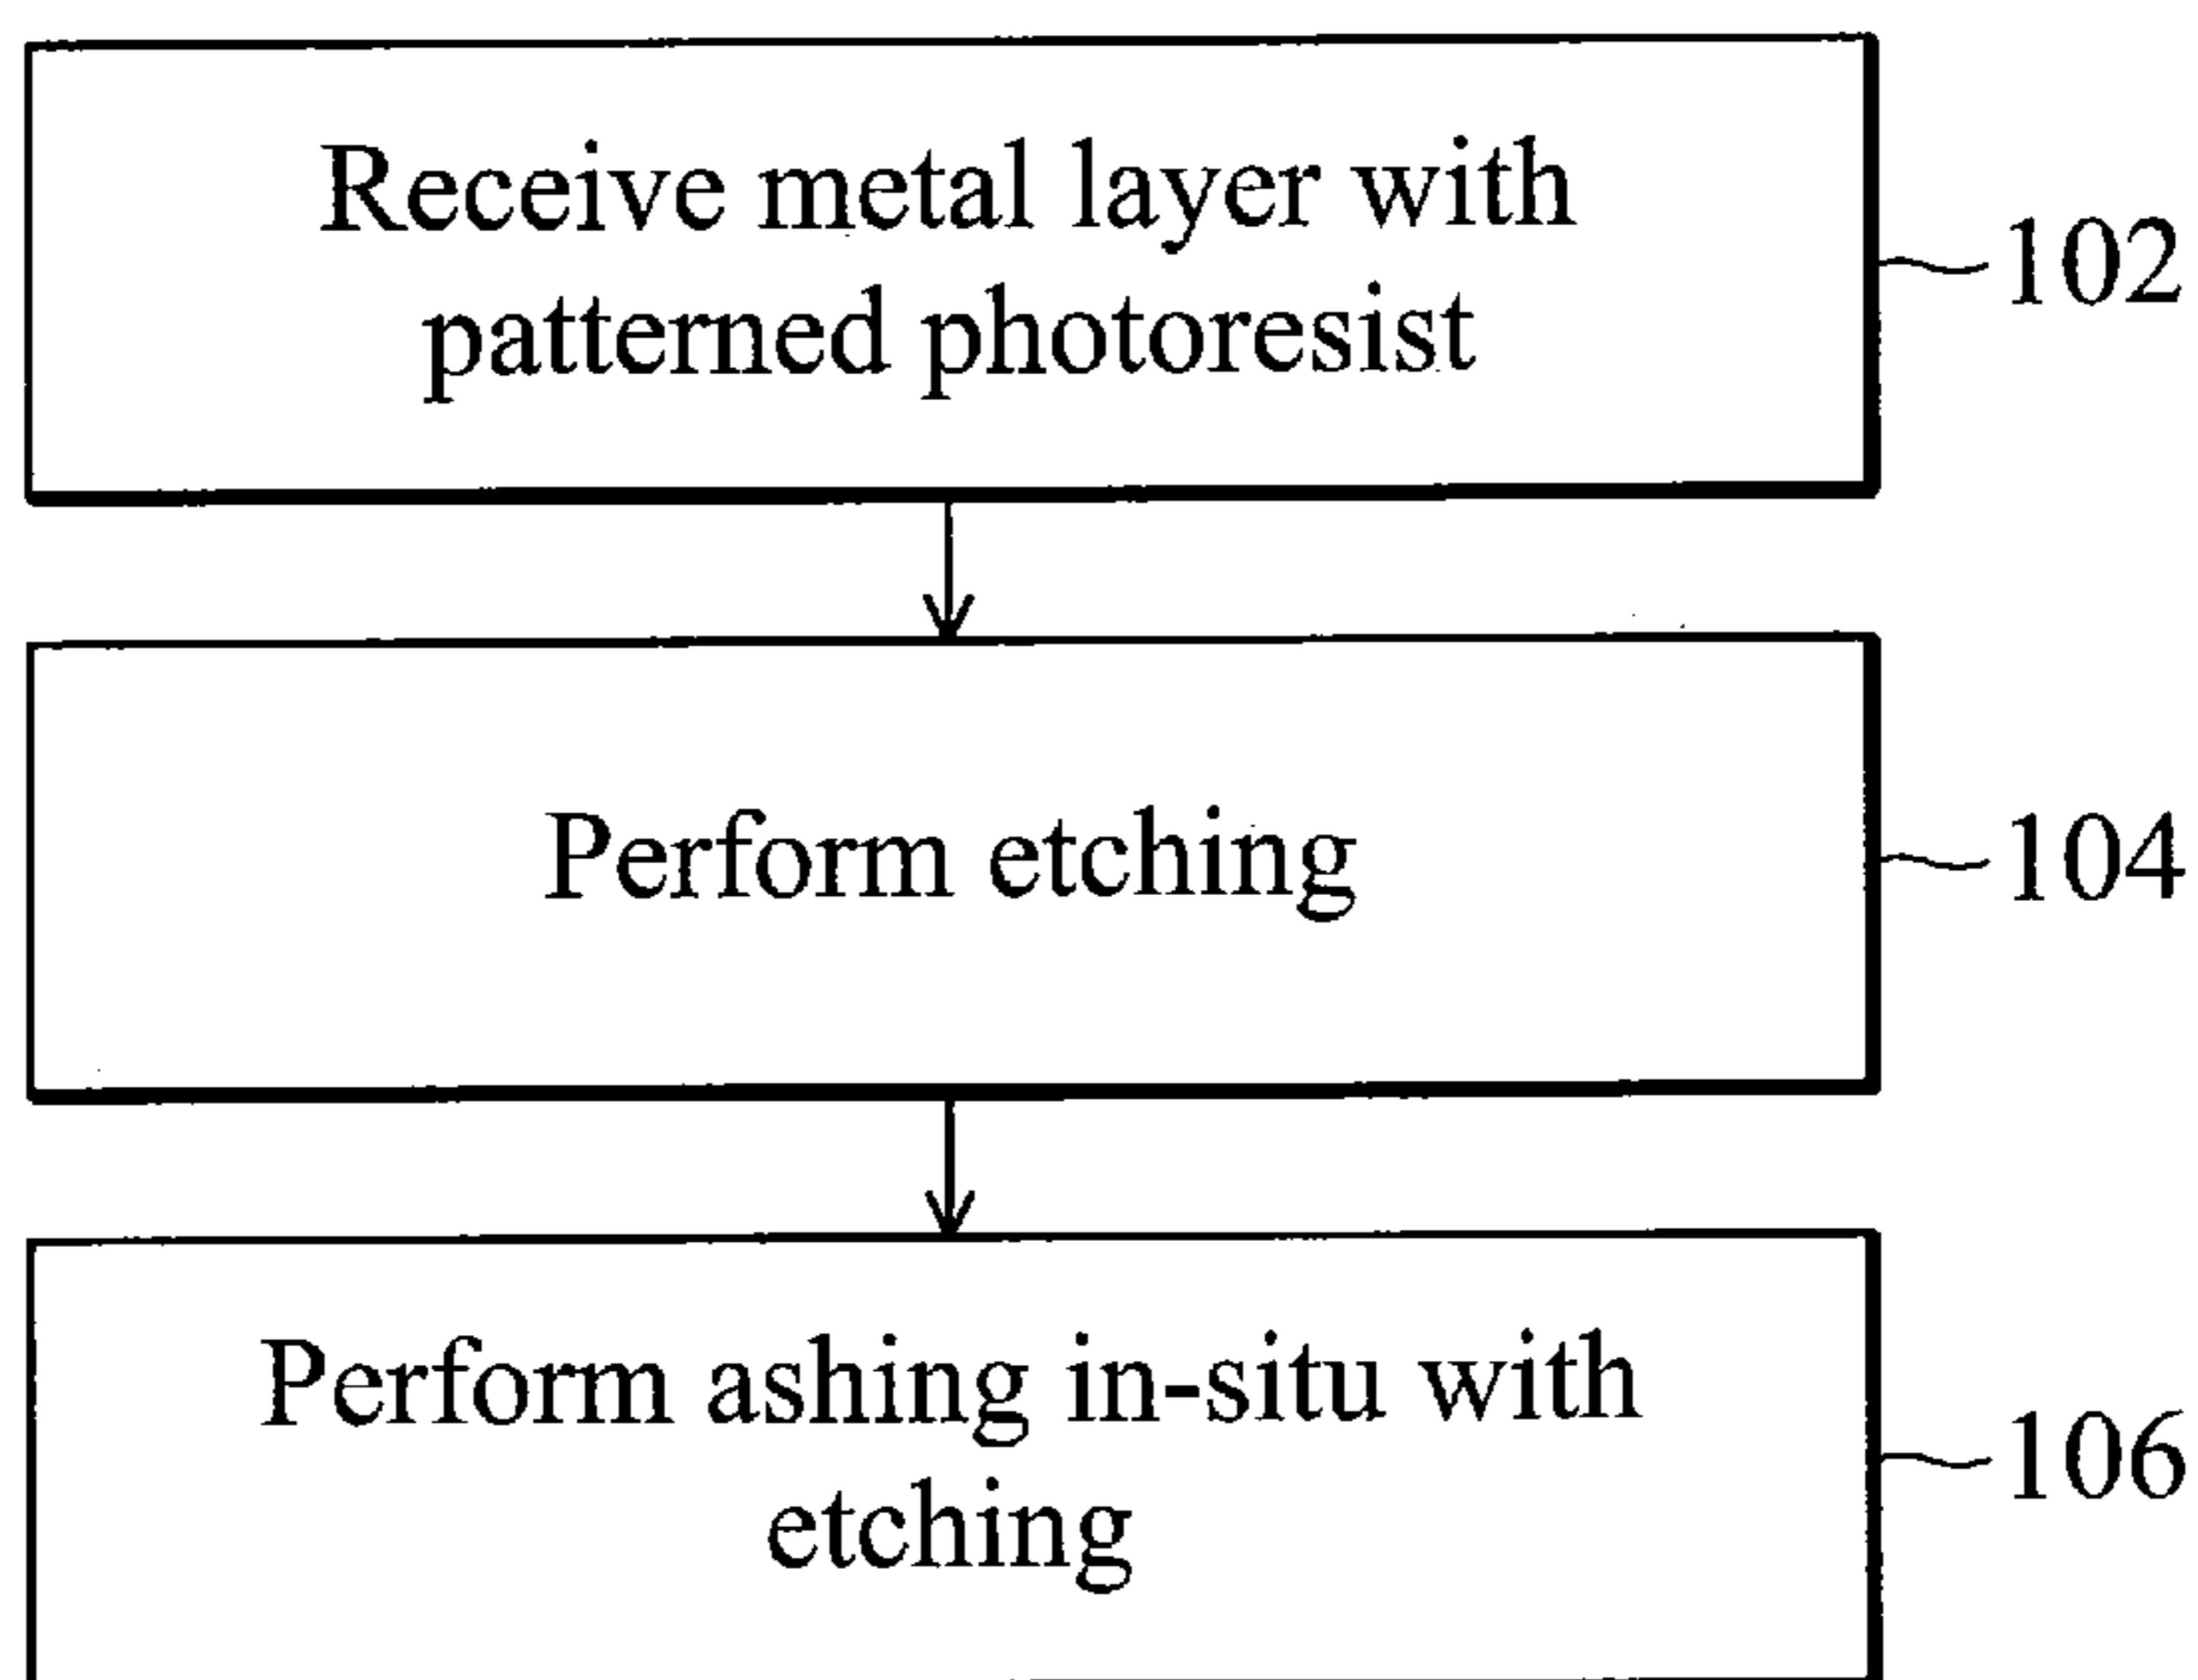 Receive metal layer with
patterned photoresist
102
Perform etching
104
Perform ashing in-situ with
etching
106